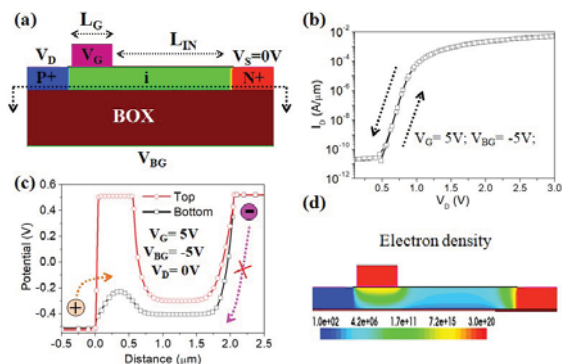 (a)
L_G
L_IN
V_D
V_G
V_S=0V
P+
i
N+
BOX
V_BG
(b)
10^-2
10^-4
10^-6
10^-8
10^-10
10^-12
I_D (A/μm)
V_G= 5V; V_BG= -5V;
0.5 1.0 1.5 2.0 2.5 3.0
V_D (V)
(c)
0.6
0.4
0.2
0.0
-0.2
-0.4
Potential (V)
Top
Bottom
V_G= 5V
V_BG= -5V
V_D= 0V
+
-
-0.5 0.0 0.5 1.0 1.5 2.0 2.5
Distance (μm)
(d)
Electron density
1.0e+02 4.2e+06 1.7e+11 7.2e+15 3.0e+20